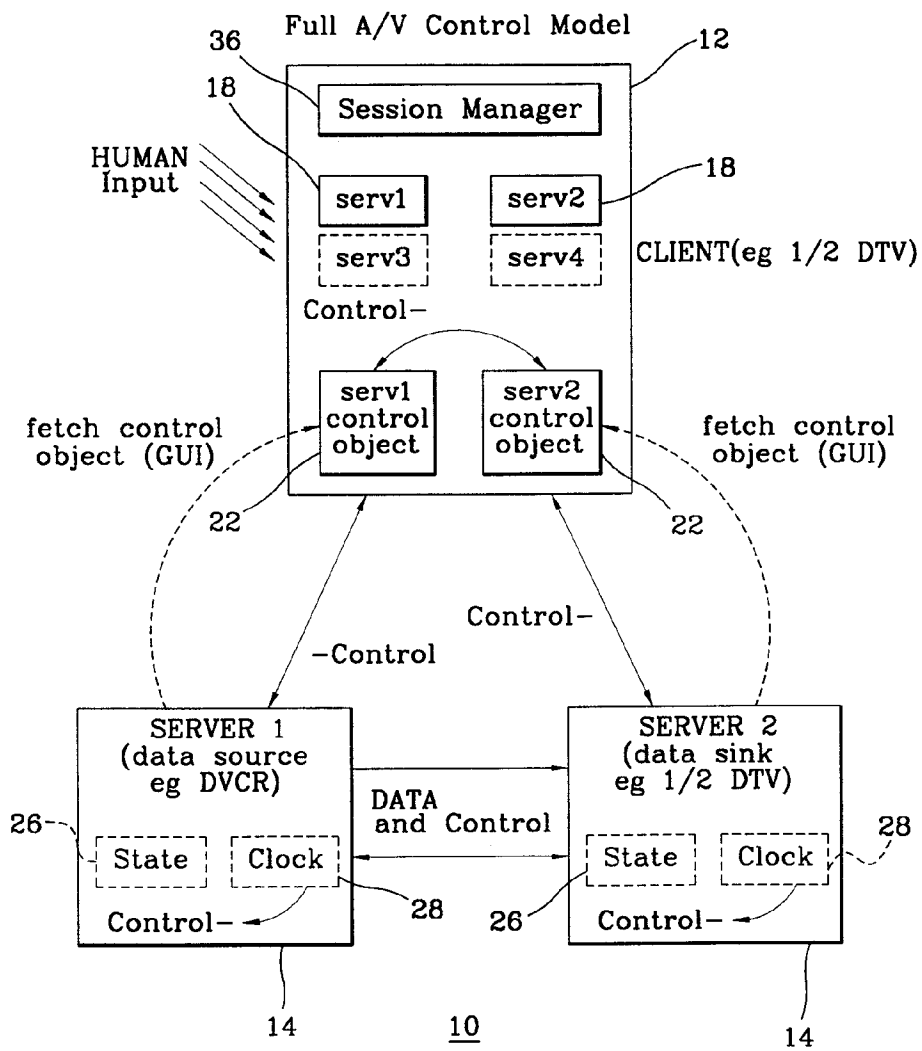 Full A/V Control Model
36
12
18
Session Manager
HUMAN
Input
serv1
serv2
18
serv3
serv4
CLIENT(eg 1/2 DTV)
Control-
serv1
control
object
serv2
control
object
fetch control
object (GUI)
fetch control
object (GUI)
22
22
Control-
-Control
SERVER 1
(data source
eg DVCR)
SERVER 2
(data sink
eg 1/2 DTV)
DATA
and Control
26
State
Clock
28
Control-
State
Clock
28
26
Control-
14
10
14